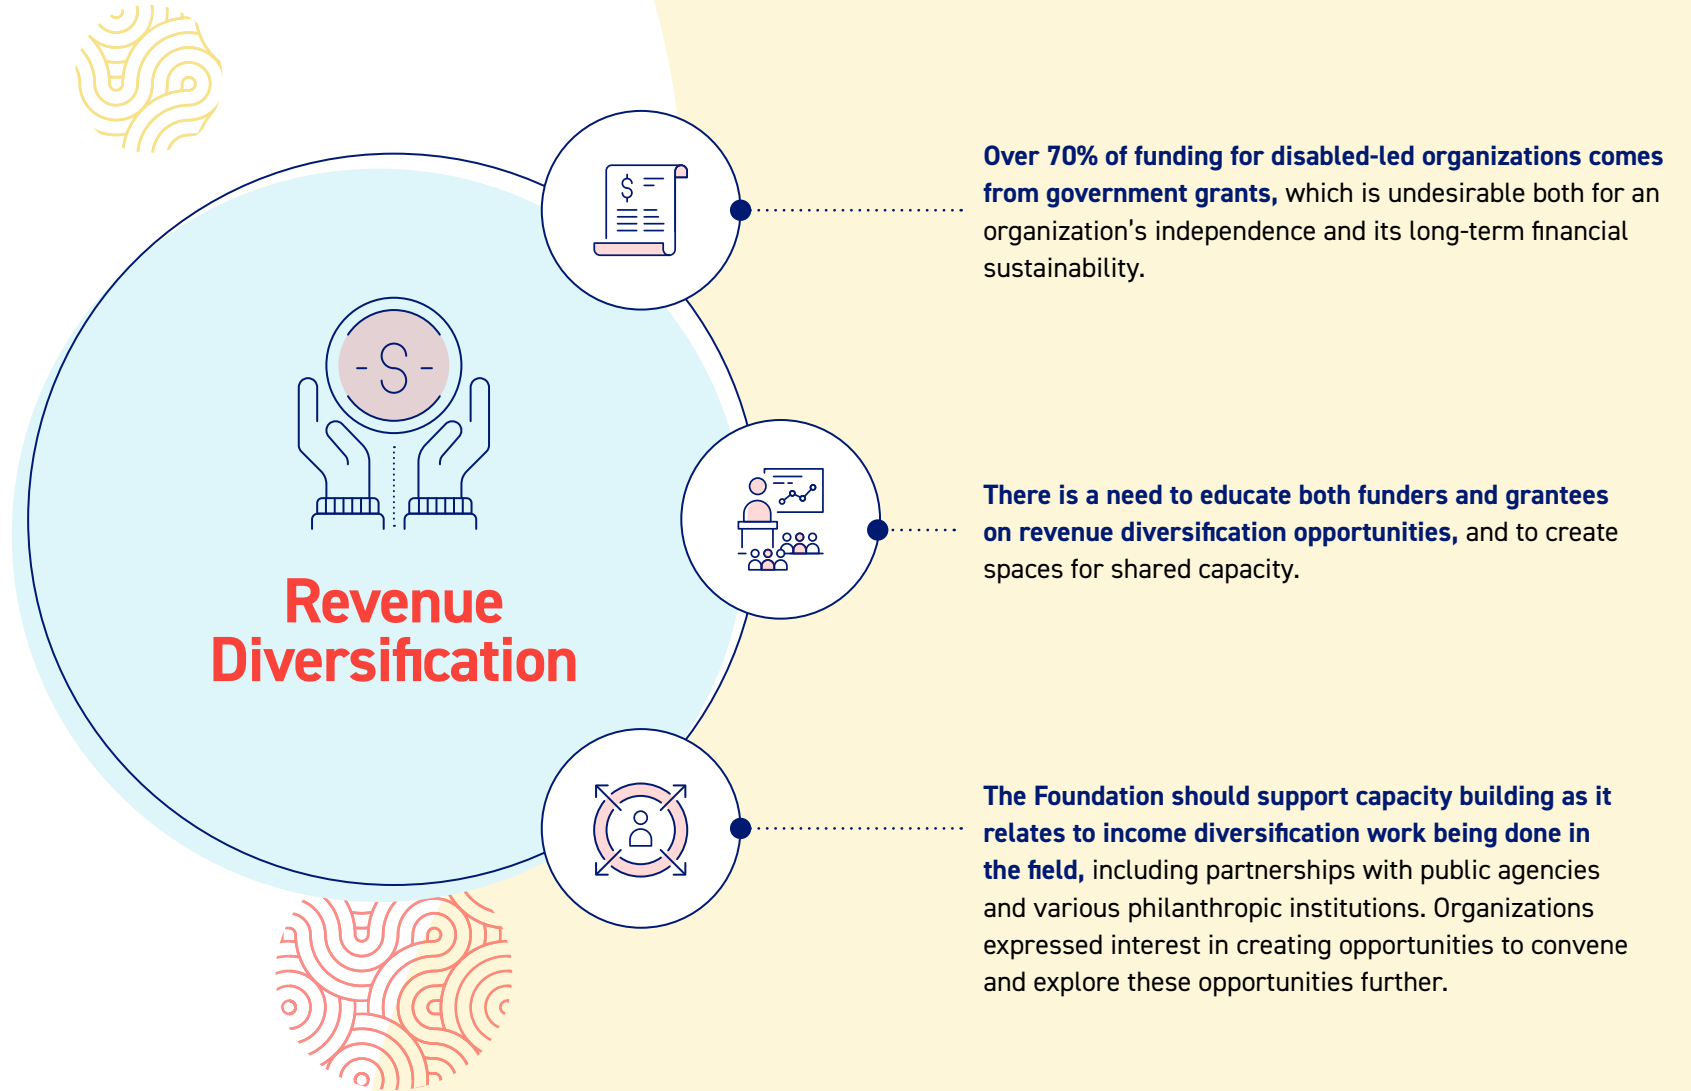 Revenue
Diversification
Over 70% of funding for disabled-led organizations comes
from government grants, which is undesirable both for an
organization's independence and its long-term financial
sustainability.
There is a need to educate both funders and grantees
on revenue diversification opportunities, and to create
spaces for shared capacity.
The Foundation should support capacity building as it
relates to income diversification work being done in
the field, including partnerships with public agencies
and various philanthropic institutions. Organizations
expressed interest in creating opportunities to convene
and explore these opportunities further.